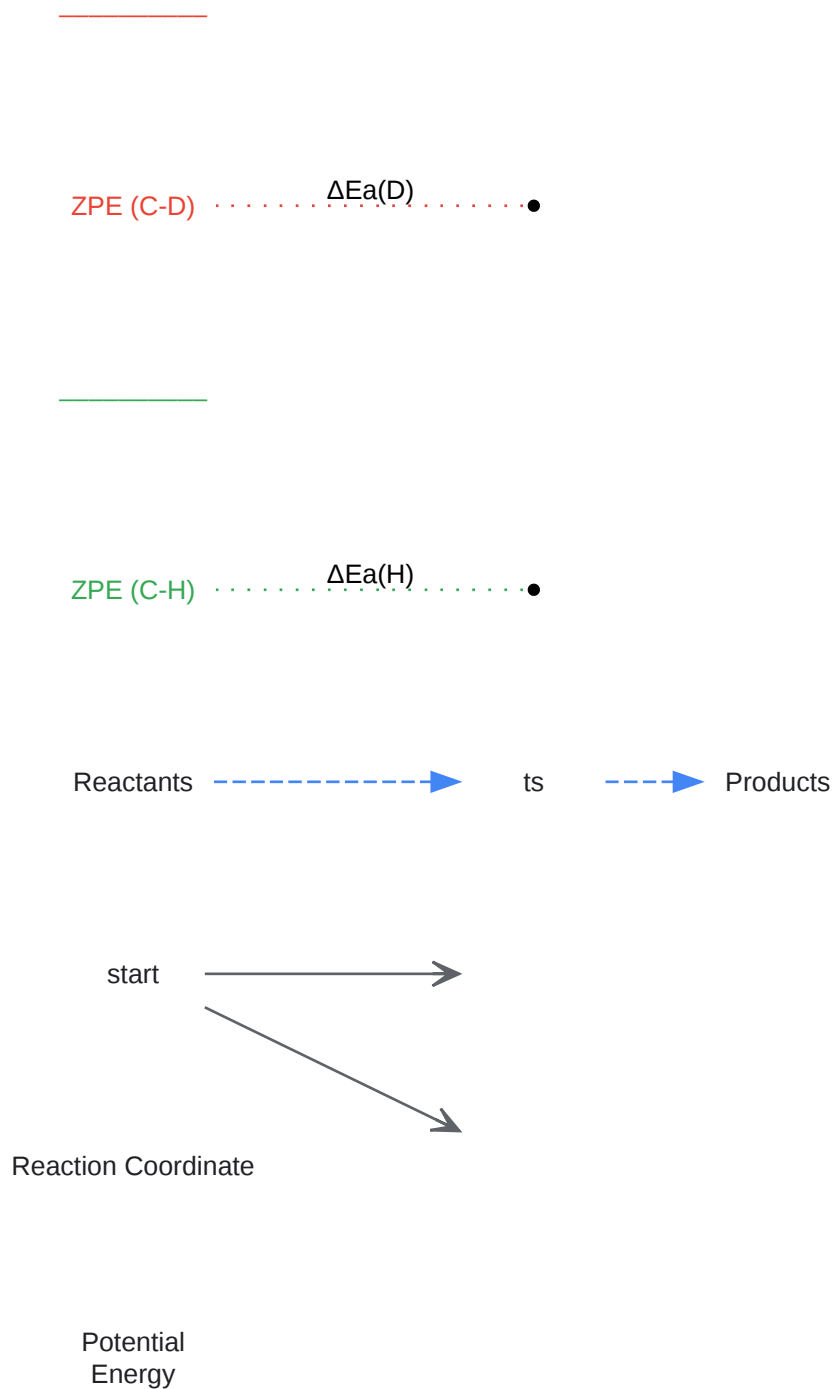 ΔEa(D)
ZPE (C-D)
ΔEa(H)
ZPE (C-H)
Reactants ts Products
start
Reaction Coordinate
Potential
Energy